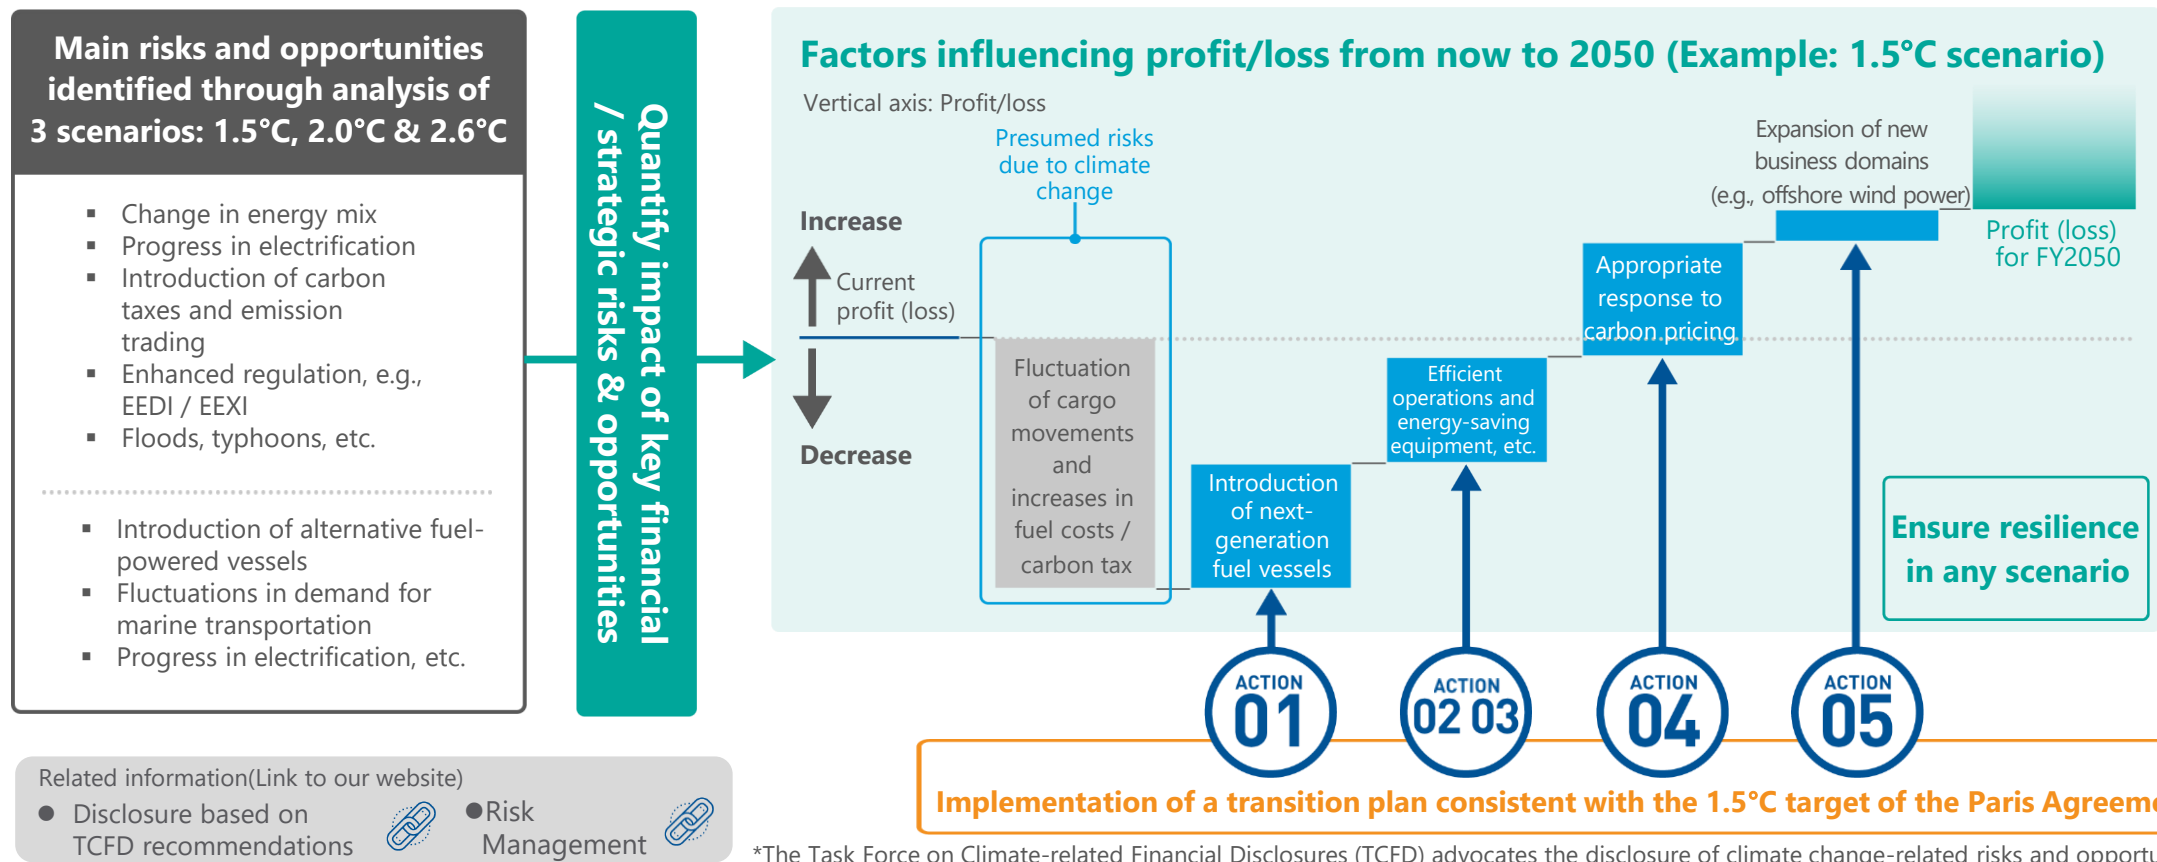 Main risks and opportunities
identified through analysis of
3 scenarios: 1.5°C, 2.0°C & 2.6°C
▪ Change in energy mix
▪ Progress in electrification
▪ Introduction of carbon
taxes and emission
trading
▪ Enhanced regulation, e.g.,
EEDI / EEXI
▪ Floods, typhoons, etc.
▪ Introduction of alternative fuel-
powered vessels
▪ Fluctuations in demand for
marine transportation
▪ Progress in electrification, etc.
Quantify impact of key financial
/ strategic risks & opportunities
Factors influencing profit/loss from now to 2050 (Example: 1.5°C scenario)
Vertical axis: Profit/loss
Presumed risks
due to climate
change
Increase
Current
profit (loss)
Decrease
Fluctuation
of cargo
movements
and
increases in
fuel costs /
carbon tax
Introduction
of next-
generation
fuel vessels
Efficient
operations and
energy-saving
equipment, etc.
Appropriate
response to
carbon pricing
Expansion of new
business domains
(e.g., offshore wind power)
Profit (loss)
for FY2050
Ensure resilience
in any scenario
ACTION
01
ACTION
02 03
ACTION
04
ACTION
05
Implementation of a transition plan consistent with the 1.5°C target of the Paris
Related information(Link to our website)
● Disclosure based on
TCFD recommendations
●Risk
Management
*The Task Force on Climate-related Financial Disclosures (TCFD) advocates the disclosure of climate change-related risks and